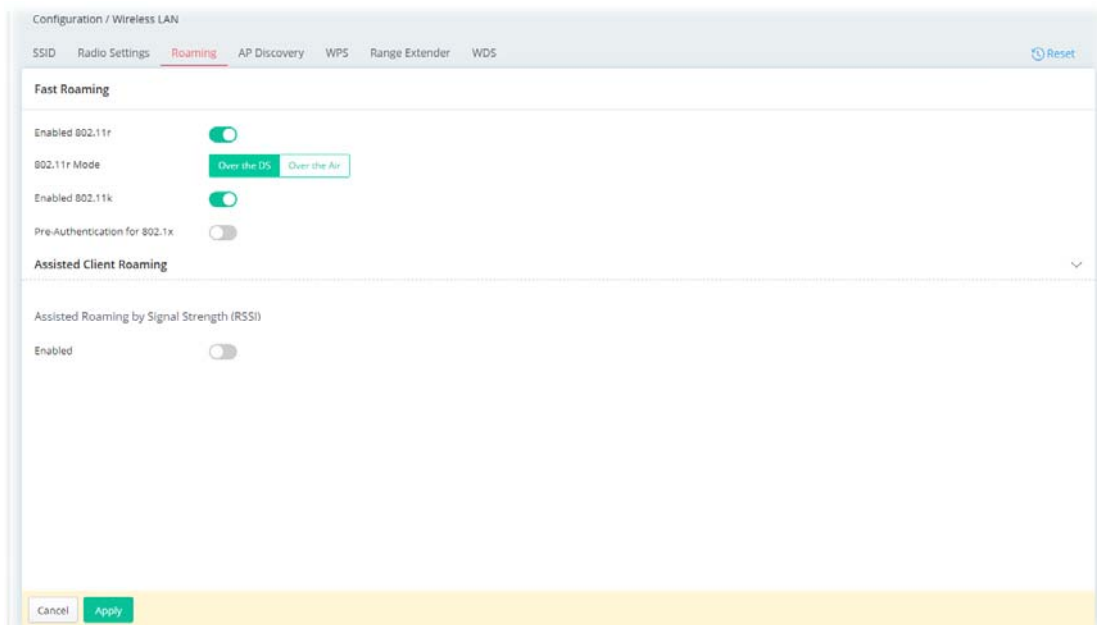 Configuration / Wireless LAN
SSID Radio Settings Roaming AP Discovery WPS Range Extender WDS Reset
Fast Roaming
Enabled 802.11r
802.11r Mode Over the DS Over the Air
Enabled 802.11k
Pre-Authentication for 802.1x
Assisted Client Roaming
Assisted Roaming by Signal Strength (RSSI)
Enabled
Cancel Apply